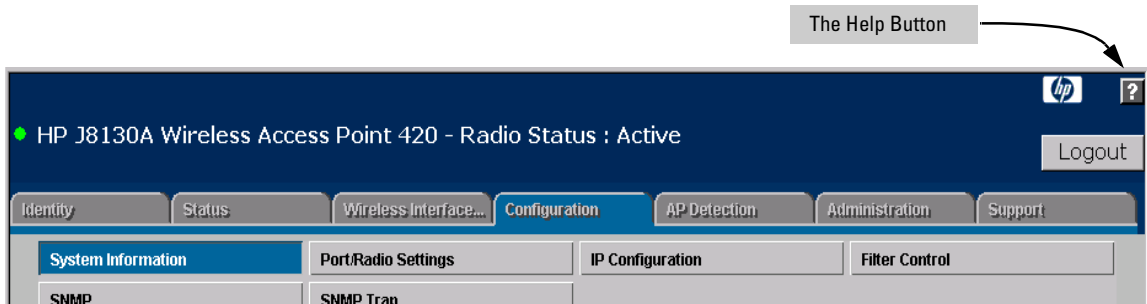 The Help Button
hp
?
HP J8130A Wireless Access Point 420 - Radio Status : Active
Logout
Identity
Status
Wireless Interface...
Configuration
AP Detection
Administration
Support
System Information
Port/Radio Settings
IP Configuration
Filter Control
SNMP
SNMP Trap